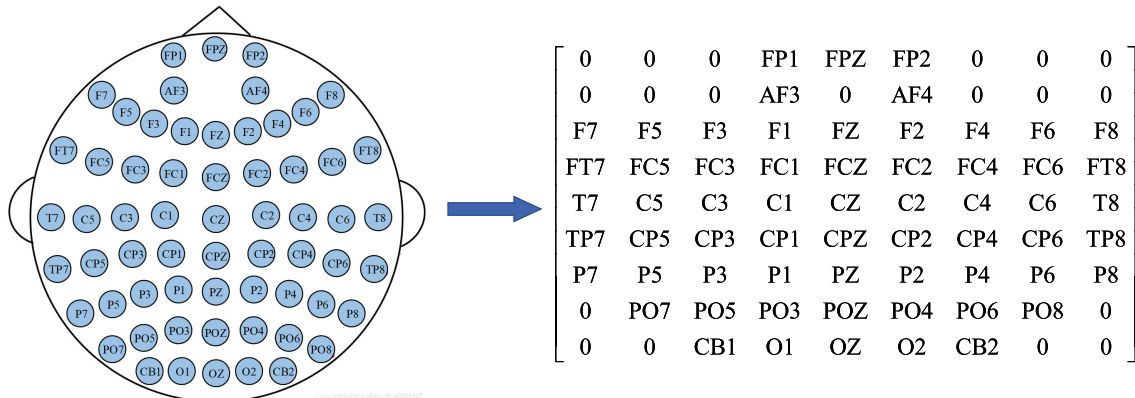 FP1 FPZ FP2
AF3 AF4
F7 F5 F3 F1 FZ F2 F4 F6 F8
FT7 FC5 FC3 FC1 FCZ FC2 FC4 FC6 FT8
T7 C5 C3 C1 CZ C2 C4 C6 T8
TP7 CP5 CP3 CP1 CPZ CP2 CP4 CP6 TP8
P7 P5 P3 P1 PZ P2 P4 P6 P8
PO7 PO5 PO3 POZ PO4 PO6 PO8
CB1 O1 OZ O2 CB2
0 0 0 FP1 FPZ FP2 0 0 0
0 0 0 AF3 0 AF4 0 0 0
F7 F5 F3 F1 FZ F2 F4 F6 F8
FT7 FC5 FC3 FC1 FCZ FC2 FC4 FC6 FT8
T7 C5 C3 C1 CZ C2 C4 C6 T8
TP7 CP5 CP3 CP1 CPZ CP2 CP4 CP6 TP8
P7 P5 P3 P1 PZ P2 P4 P6 P8
0 PO7 PO5 PO3 POZ PO4 PO6 PO8 0
0 0 CB1 O1 OZ O2 CB2 0 0